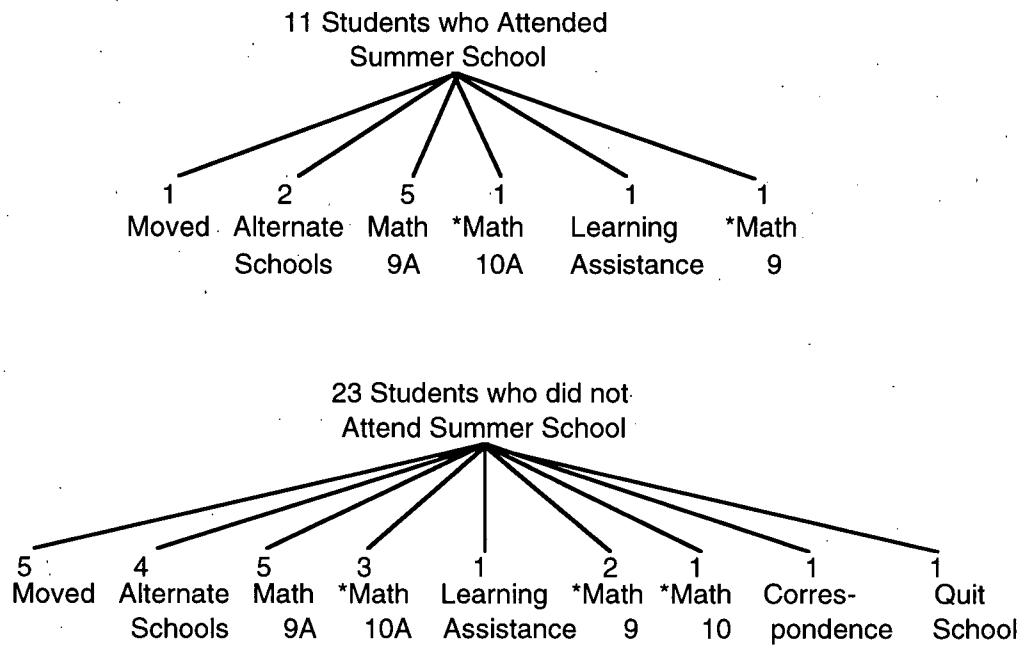 11 Students who Attended
Summer School
1 2 5 1 1 1
Moved Alternate Math *Math Learning *Math
Schools 9A 10A Assistance 9
23 Students who did not
Attend Summer School
5 4 5 3 1 2 1 1 1
Moved Alternate Math *Math Learning *Math *Math Corres- Quit
Schools 9A 10A Assistance 9 10 pondence School